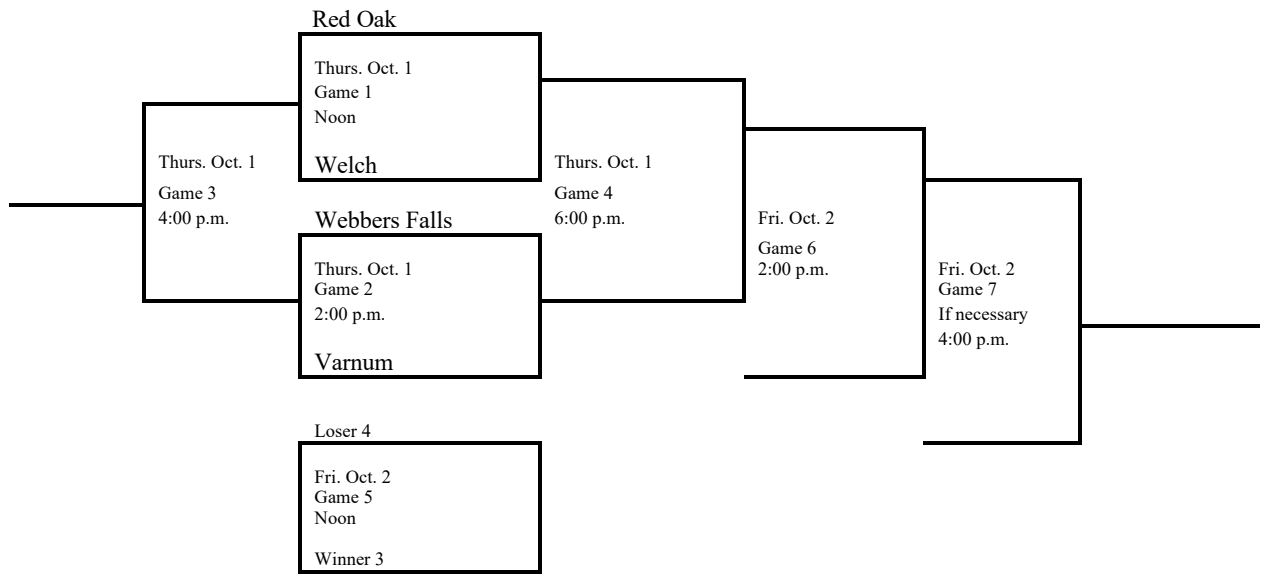 Red Oak
Thurs. Oct. 1
Game 1
Noon
Welch
Thurs. Oct. 1
Game 3
4:00 p.m.
Thurs. Oct. 1
Game 4
6:00 p.m.
Webbers Falls
Thurs. Oct. 1
Game 2
2:00 p.m.
Varnum
Fri. Oct. 2
Game 6
2:00 p.m.
Fri. Oct. 2
Game 7
If necessary
4:00 p.m.
Loser 4
Fri. Oct. 2
Game 5
Noon
Winner 3